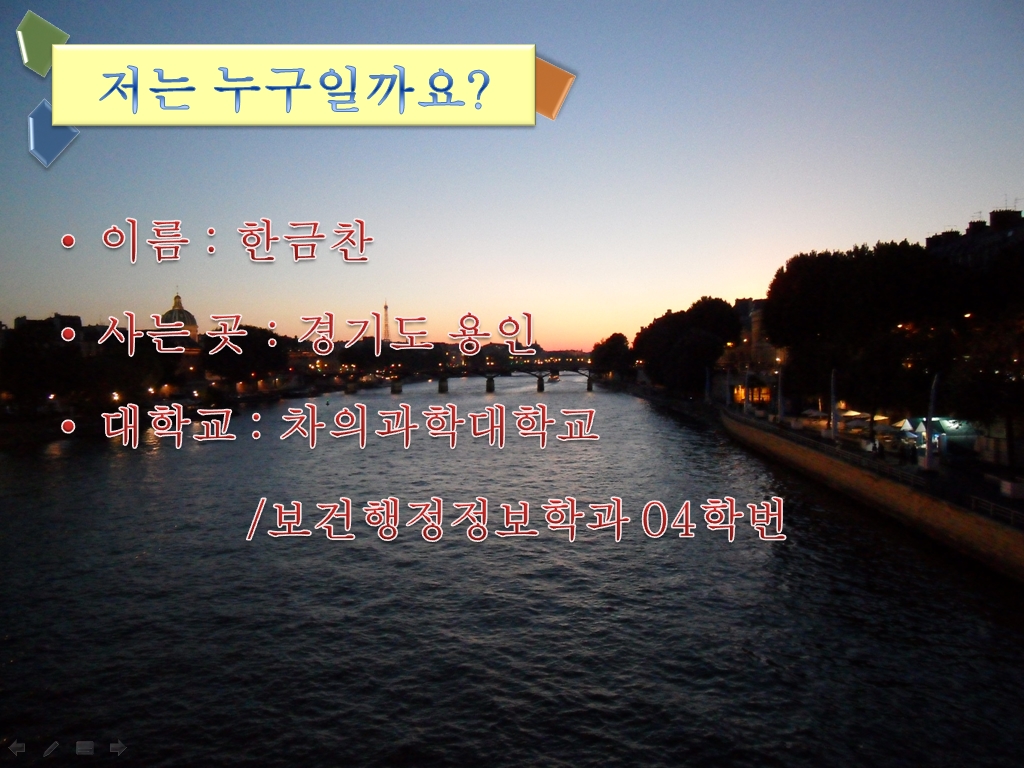 저는 누구일까요?
• 이름 : 한금찬
• 사는 곳 : 경기도 용인
• 대학교 : 차의과학대학교
/보건행정정보학과 04학번